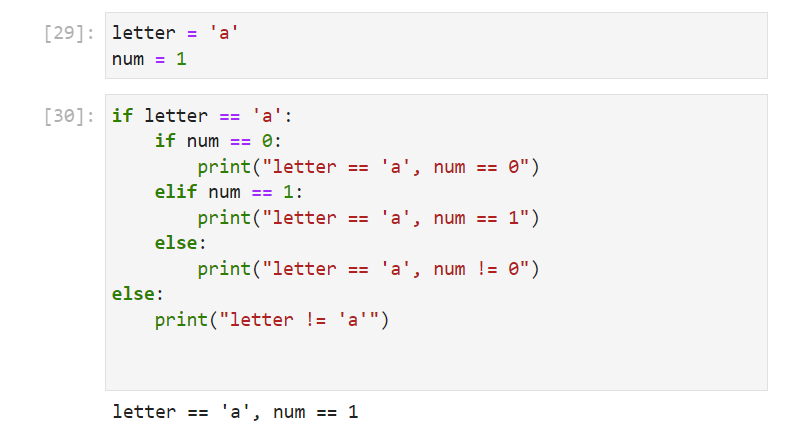 [29]: letter = 'a'
num = 1
[30]: if letter == 'a':
    if num == 0:
        print("letter == 'a', num == 0")
    elif num == 1:
        print("letter == 'a', num == 1")
    else:
        print("letter == 'a', num != 0")
else:
    print("letter != 'a'")
letter == 'a', num == 1